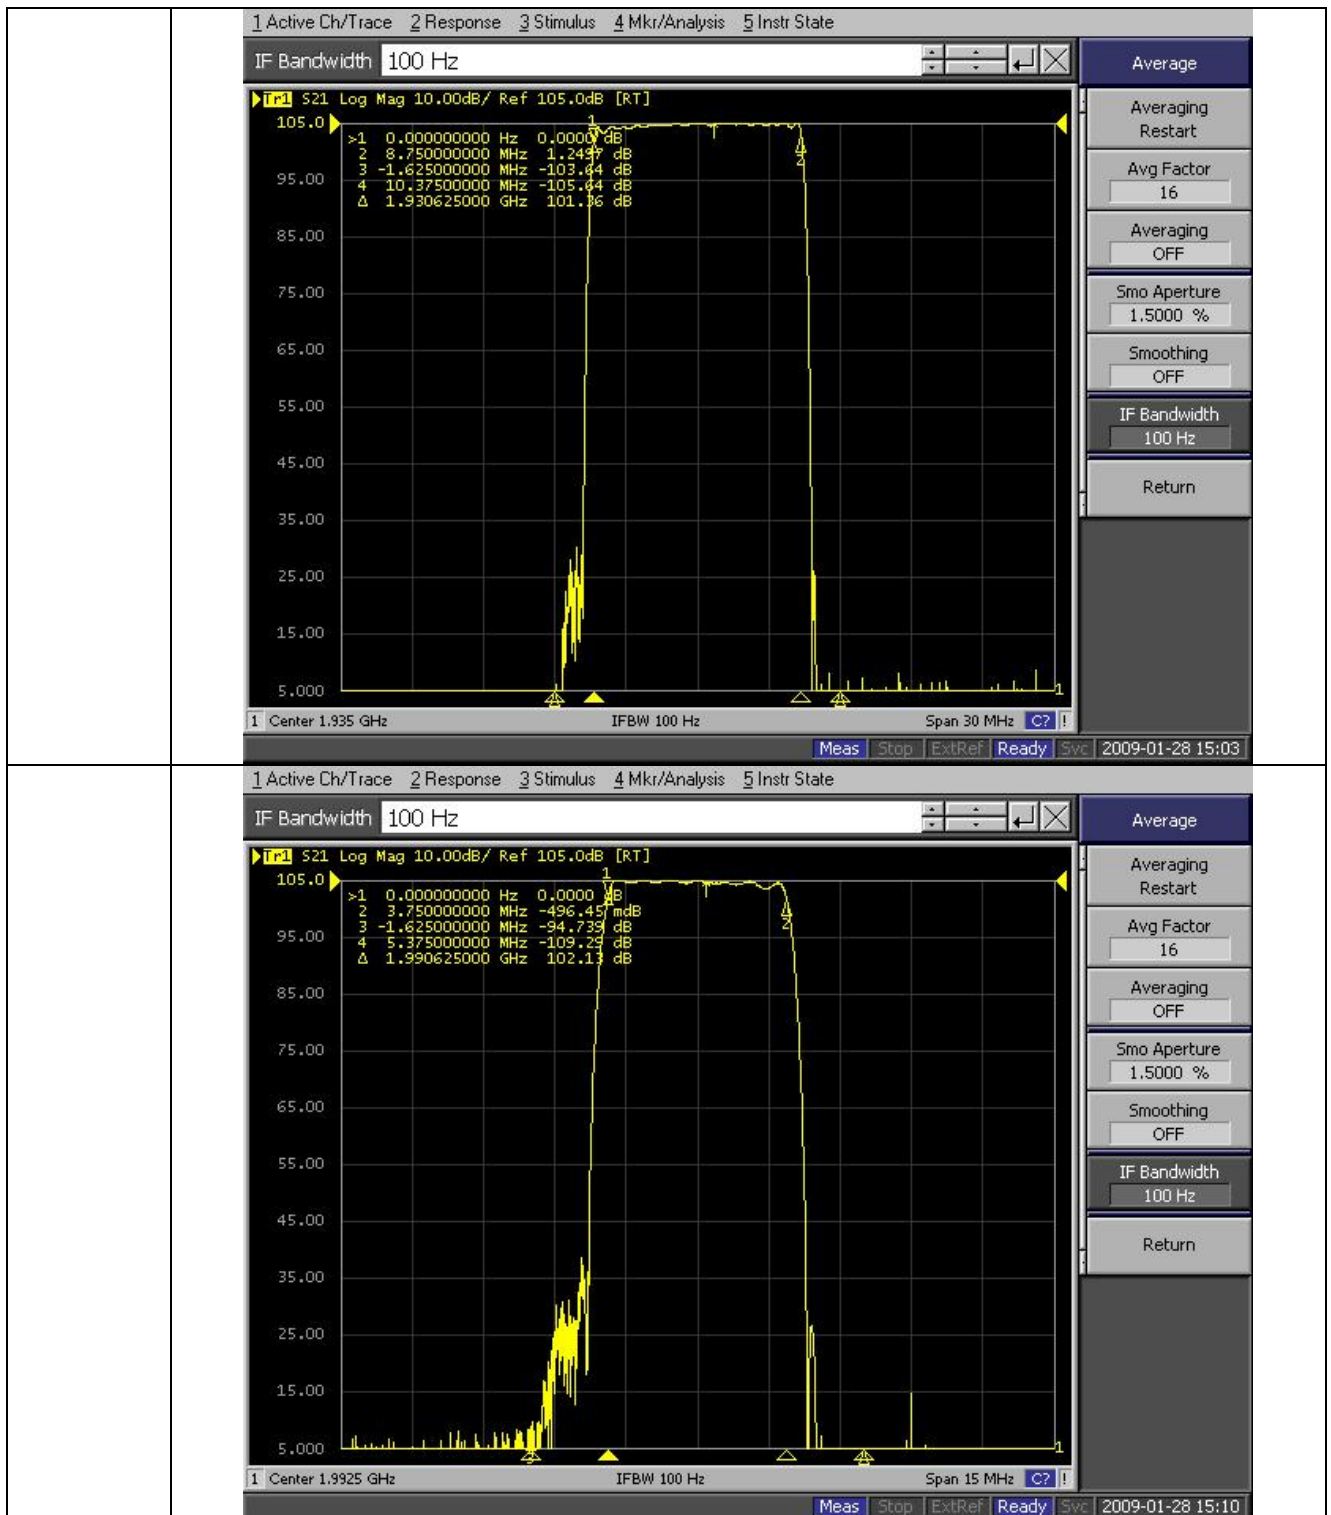 1 Active Ch/Trace 2 Response 3 Stimulus 4 Mkr/Analysis 5 Instr State
IF Bandwidth 100 Hz
Tr1 S21 Log Mag 10.00dB/ Ref 105.0dB [RT]
>1 0.000000000 Hz 0.0000 dB
2 8.750000000 MHz 1.2497 dB
3 -1.625000000 MHz -103.64 dB
4 10.37500000 MHz -105.64 dB
Δ 1.930625000 GHz 101.36 dB
105.0
95.00
85.00
75.00
65.00
55.00
45.00
35.00
25.00
15.00
5.000
1
2
1
1 Center 1.935 GHz IFBW 100 Hz Span 30 MHz C? !
Meas Stop ExtRef Ready Svc 2009-01-28 15:03
Average
Averaging
Restart
Avg Factor
16
Averaging
OFF
Smo Aperture
1.5000 %
Smoothing
OFF
IF Bandwidth
100 Hz
Return
1 Active Ch/Trace 2 Response 3 Stimulus 4 Mkr/Analysis 5 Instr State
IF Bandwidth 100 Hz
Tr1 S21 Log Mag 10.00dB/ Ref 105.0dB [RT]
>1 0.000000000 Hz 0.0000 dB
2 3.750000000 MHz -496.45 mdB
3 -1.625000000 MHz -94.739 dB
4 5.375000000 MHz -109.29 dB
Δ 1.990625000 GHz 102.13 dB
105.0
95.00
85.00
75.00
65.00
55.00
45.00
35.00
25.00
15.00
5.000
1
2
1
1 Center 1.9925 GHz IFBW 100 Hz Span 15 MHz C? !
Meas Stop ExtRef Ready Svc 2009-01-28 15:10
Average
Averaging
Restart
Avg Factor
16
Averaging
OFF
Smo Aperture
1.5000 %
Smoothing
OFF
IF Bandwidth
100 Hz
Return